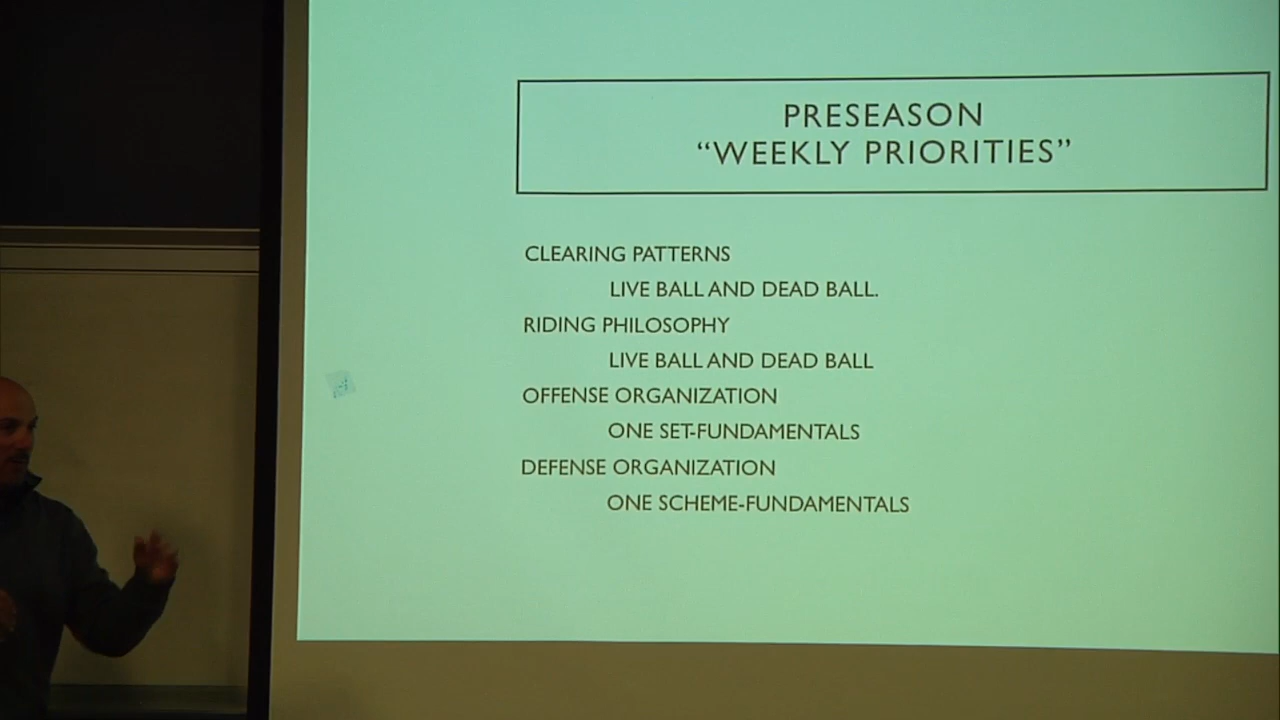 PRESEASON
“WEEKLY PRIORITIES”
CLEARING PATTERNS
LIVE BALL AND DEAD BALL.
RIDING PHILOSOPHY
LIVE BALL AND DEAD BALL
OFFENSE ORGANIZATION
ONE SET-FUNDAMENTALS
DEFENSE ORGANIZATION
ONE SCHEME-FUNDAMENTALS